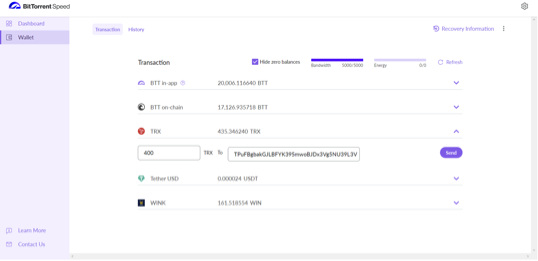 BitTorrent Speed
Dashboard
Wallet
Transaction History
Recovery Information
Transaction
Hide zero balances
Bandwidth 5000/5000
Energy 0/0
Refresh
BTT in-app 20,006.116640 BTT
BTT on-chain 17,126.935718 BTT
TRX 435.346240 TRX
400 TRX To Send
Tether USD 0.000024 USDT
WINK 161.518554 WIN
Learn More
Contact Us